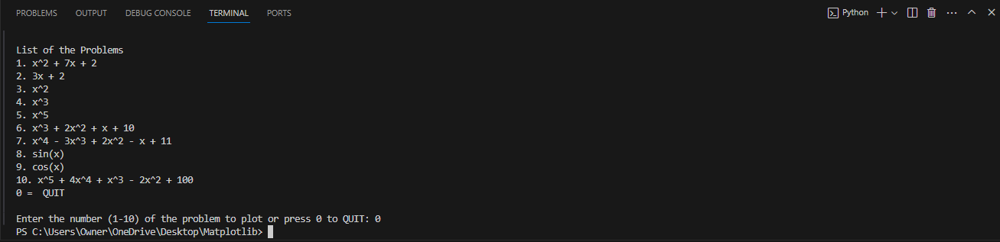 PROBLEMS OUTPUT DEBUG CONSOLE TERMINAL PORTS Python
List of the Problems
1. x^2 + 7x + 2
2. 3x + 2
3. x^2
4. x^3
5. x^5
6. x^3 + 2x^2 + x + 10
7. x^4 - 3x^3 + 2x^2 - x + 11
8. sin(x)
9. cos(x)
10. x^5 + 4x^4 + x^3 - 2x^2 + 100
0 =  QUIT
Enter the number (1-10) of the problem to plot or press 0 to QUIT: 0
PS C:\Users\Owner\OneDrive\Desktop\Matplotlib>